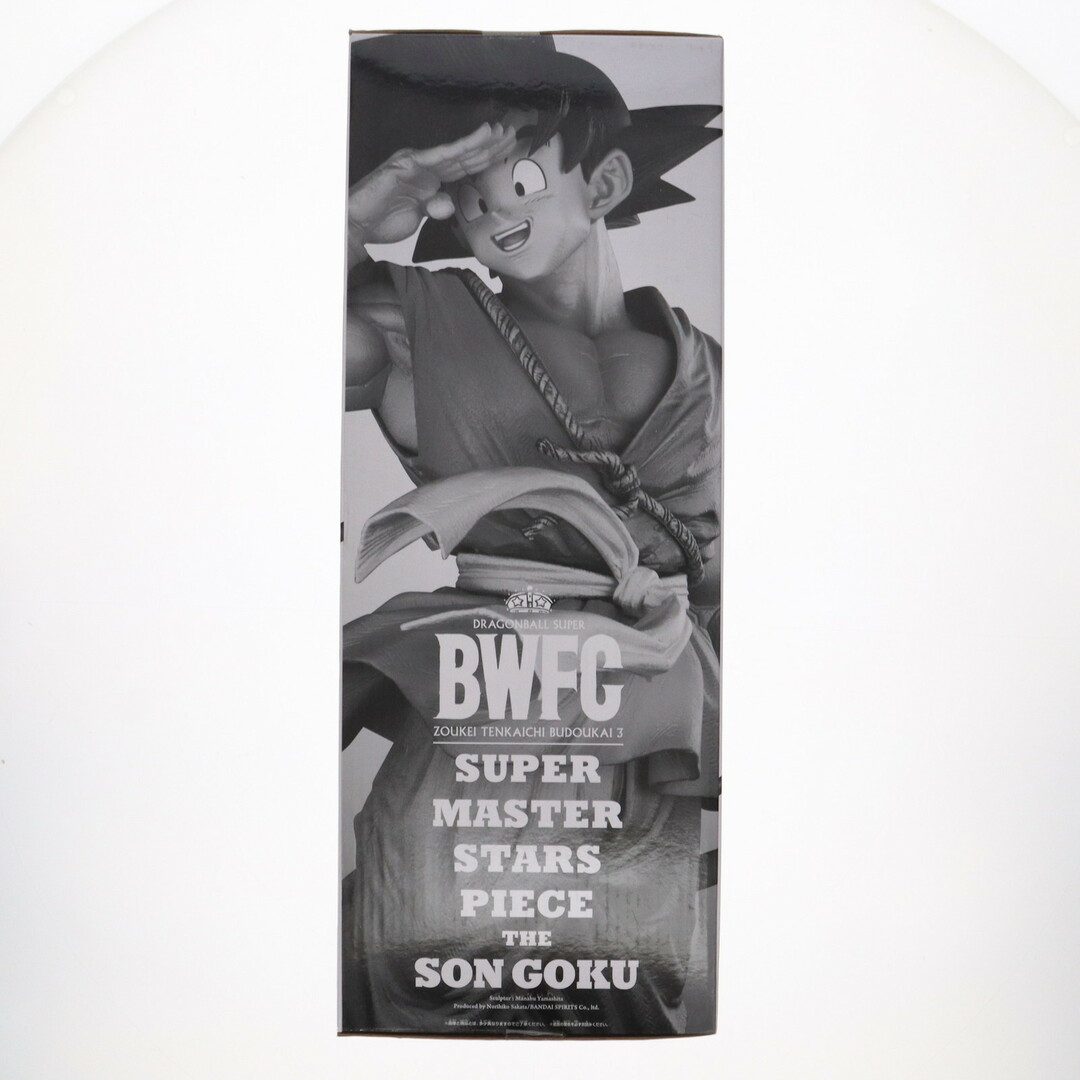 DRAGONBALL SUPER
BWFC
ZOUKEI TENKAICHI BUDOUKAI 3
SUPER
MASTER
STARS
PIECE
THE
SON GOKU
Sculptor : Manabu Yamashita
Produced by Norihiko Sakata/BANDAI SPIRITS Co., ltd.